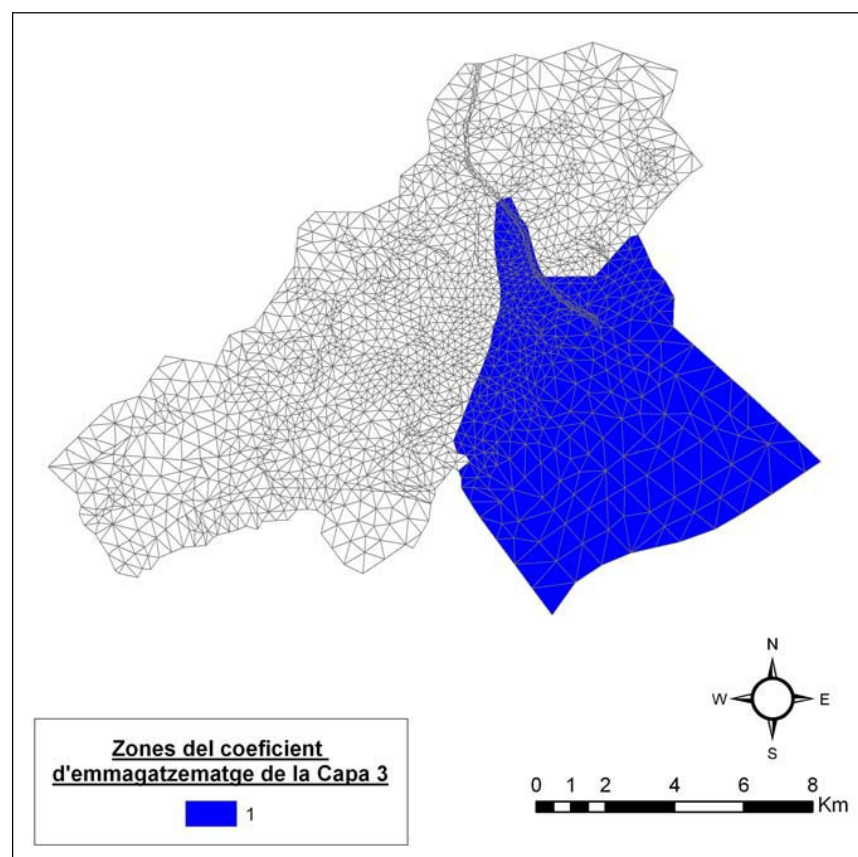 N
W E
S
Zones del coeficient
d'emmagatzematge de la Capa 3
1
0 1 2 4 6 8
Km